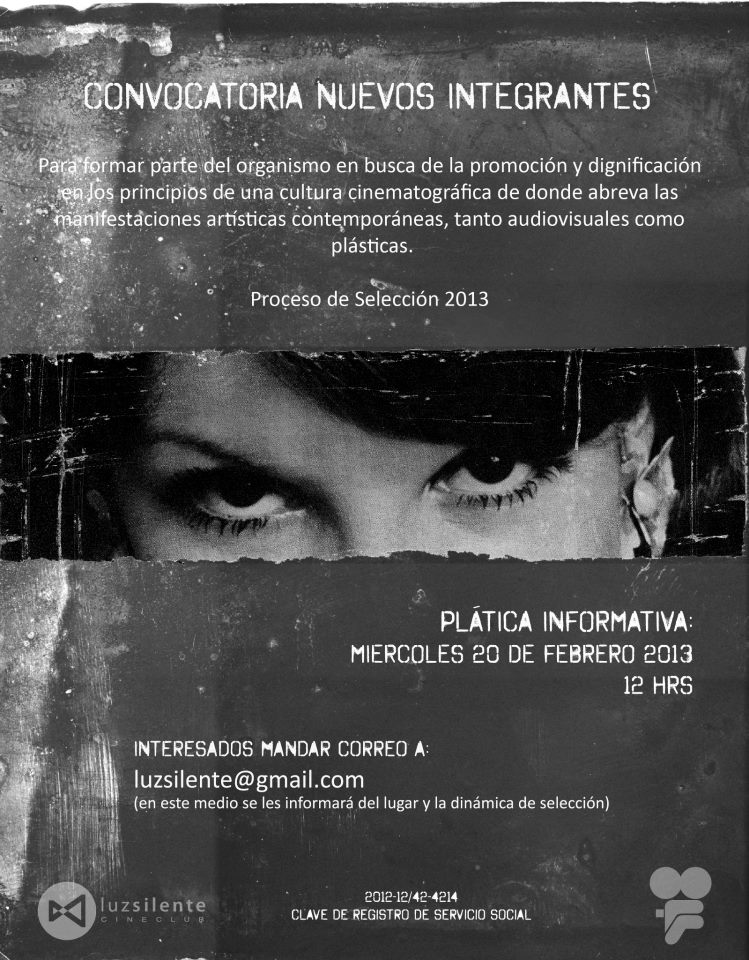 CONVOCATORIA NUEVOS INTEGRANTES
Para formar parte del organismo en busca de la promoción y dignificación
en los principios de una cultura cinematográfica de donde abreva las
manifestaciones artísticas contemporáneas, tanto audiovisuales como
plásticas.
Proceso de Selección 2013
PLÁTICA INFORMATIVA:
MIERCOLES 20 DE FEBRERO 2013
12 HRS
INTERESADOS MANDAR CORREO A:
luzsilente@gmail.com
(en este medio se les informará del lugar y la dinámica de selección)
luzsilente
CINECLUB
2012-12/42-4214
CLAVE DE REGISTRO DE SERVICIO SOCIAL